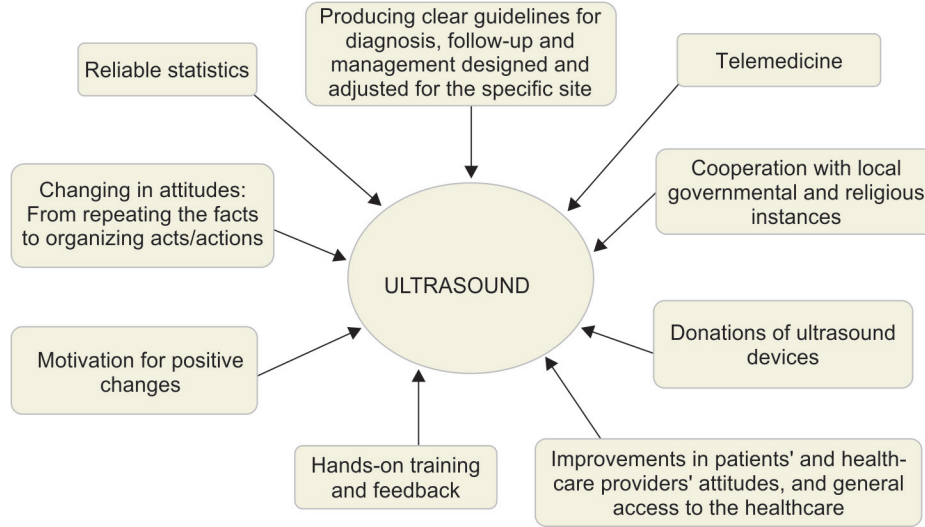 Producing clear guidelines for
diagnosis, follow-up and
management designed and
adjusted for the specific site
Reliable statistics
Telemedicine
Changing in attitudes:
From repeating the facts
to organizing acts/actions
Cooperation with local
governmental and religious
instances
ULTRASOUND
Motivation for positive
changes
Donations of ultrasound
devices
Hands-on training
and feedback
Improvements in patients' and health-
care providers' attitudes, and general
access to the healthcare